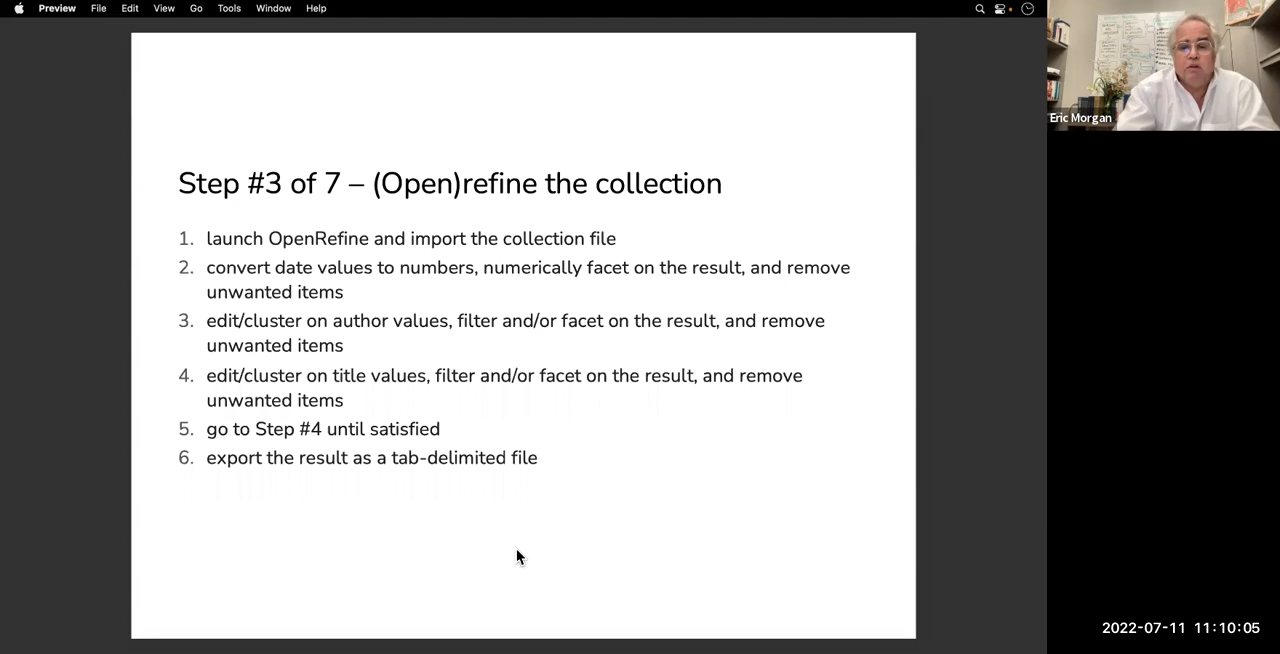 Preview File Edit View Go Tools Window Help
Step #3 of 7 – (Open)refine the collection
1. launch OpenRefine and import the collection file
2. convert date values to numbers, numerically facet on the result, and remove
unwanted items
3. edit/cluster on author values, filter and/or facet on the result, and remove
unwanted items
4. edit/cluster on title values, filter and/or facet on the result, and remove
unwanted items
5. go to Step #4 until satisfied
6. export the result as a tab-delimited file
Eric Morgan
2022-07-11 11:10:05